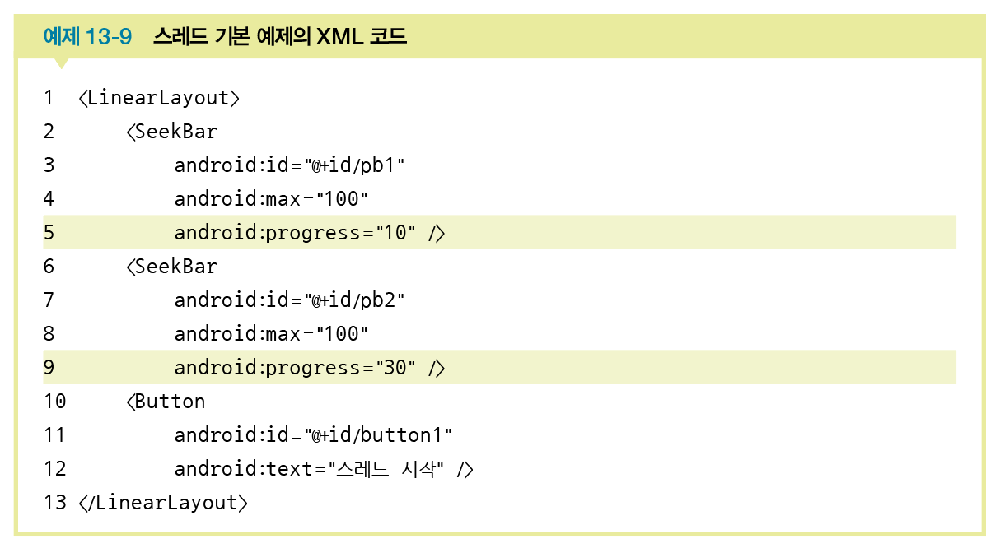 예제 13-9 스레드 기본 예제의 XML 코드
1 <LinearLayout>
2 <SeekBar
3 android:id="@+id/pb1"
4 android:max="100"
5 android:progress="10" />
6 <SeekBar
7 android:id="@+id/pb2"
8 android:max="100"
9 android:progress="30" />
10 <Button
11 android:id="@+id/button1"
12 android:text="스레드 시작" />
13 </LinearLayout>